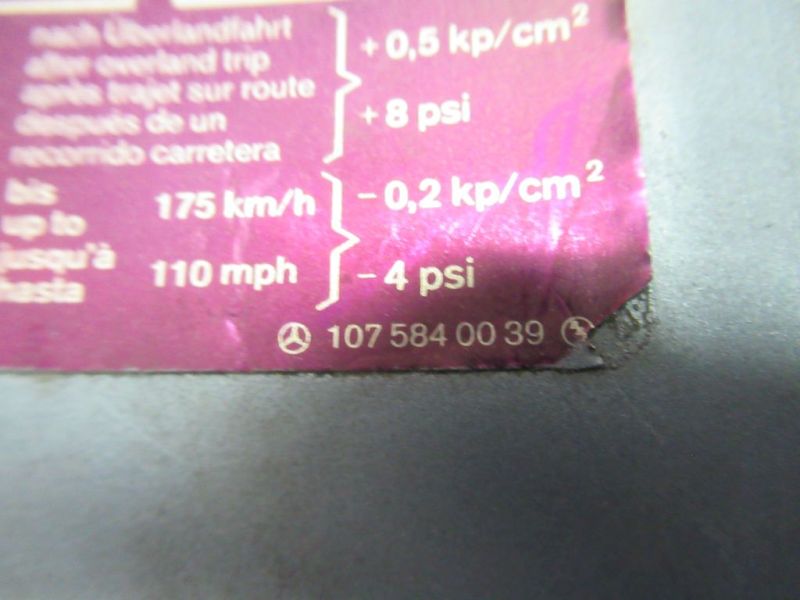 nach Überlandfahrt
after overland trip
après trajet sur route
después de un
recorrido carretera
+ 0,5 kp/cm²
+ 8 psi
bis
up to
jusqu'à
hasta
175 km/h
110 mph
- 0,2 kp/cm²
- 4 psi
107 584 00 39